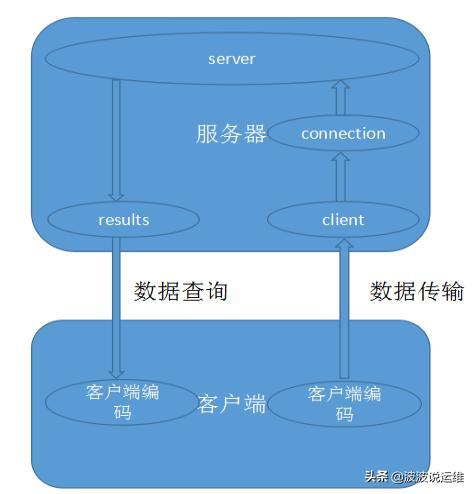 server
服务器
connection
results
client
数据查询
数据传输
客户端编
码
客户端
客户端编
码
头条 @波波说运维